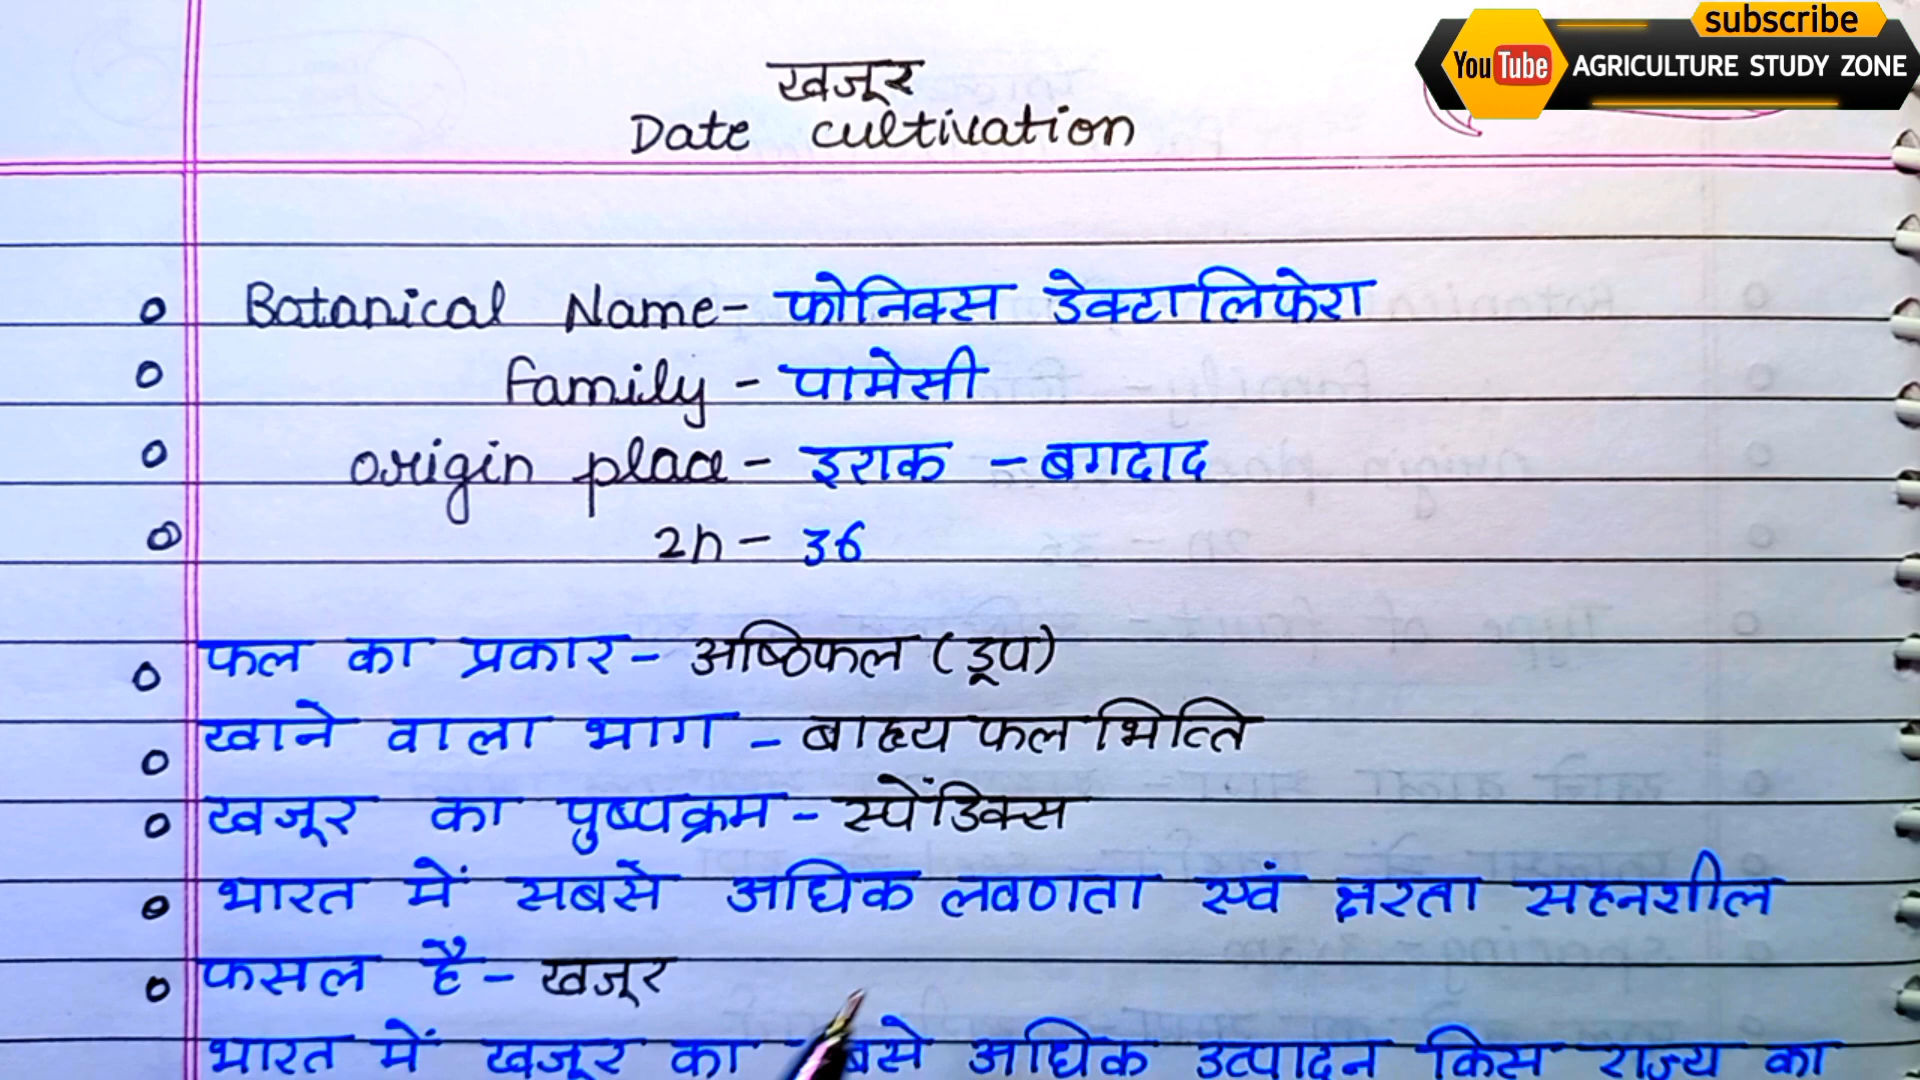 subscribe
YouTube AGRICULTURE STUDY ZONE
खजूर
Date cultivation
Botanical Name- फोनिक्स डेक्टालिफेरा
Family - पामेसी
origin place - इराक - बगदाद
2n - 36
फल का प्रकार - अष्ठिफल (ड्रूप)
खाने वाला भाग - बाह्य फल भित्ति
खजूर का पुष्पक्रम - स्पेंडिक्स
भारत में सबसे अधिक लवणता एवं क्षरता सहनशील
फसल है - खजूर
भारत में खजूर का बसे अधिक उत्पादन किस राज्य का